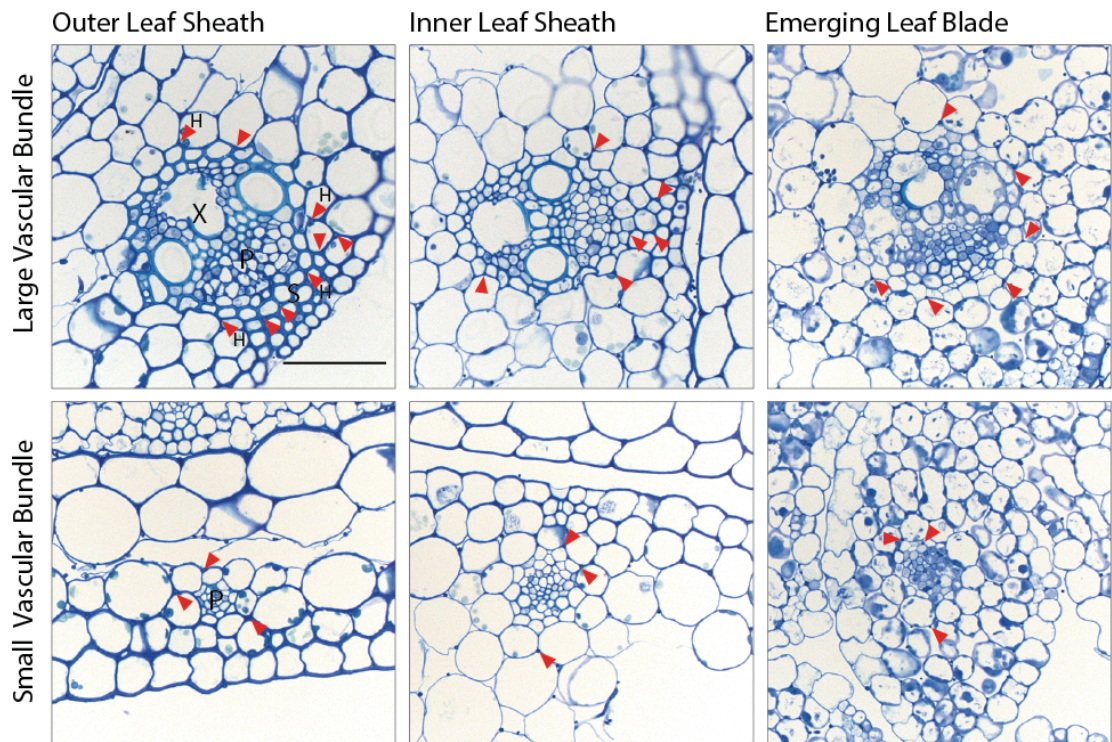 Outer Leaf Sheath
Inner Leaf Sheath
Emerging Leaf Blade
Large Vascular Bundle
H
H
X
P
S
H
H
Small Vascular Bundle
P